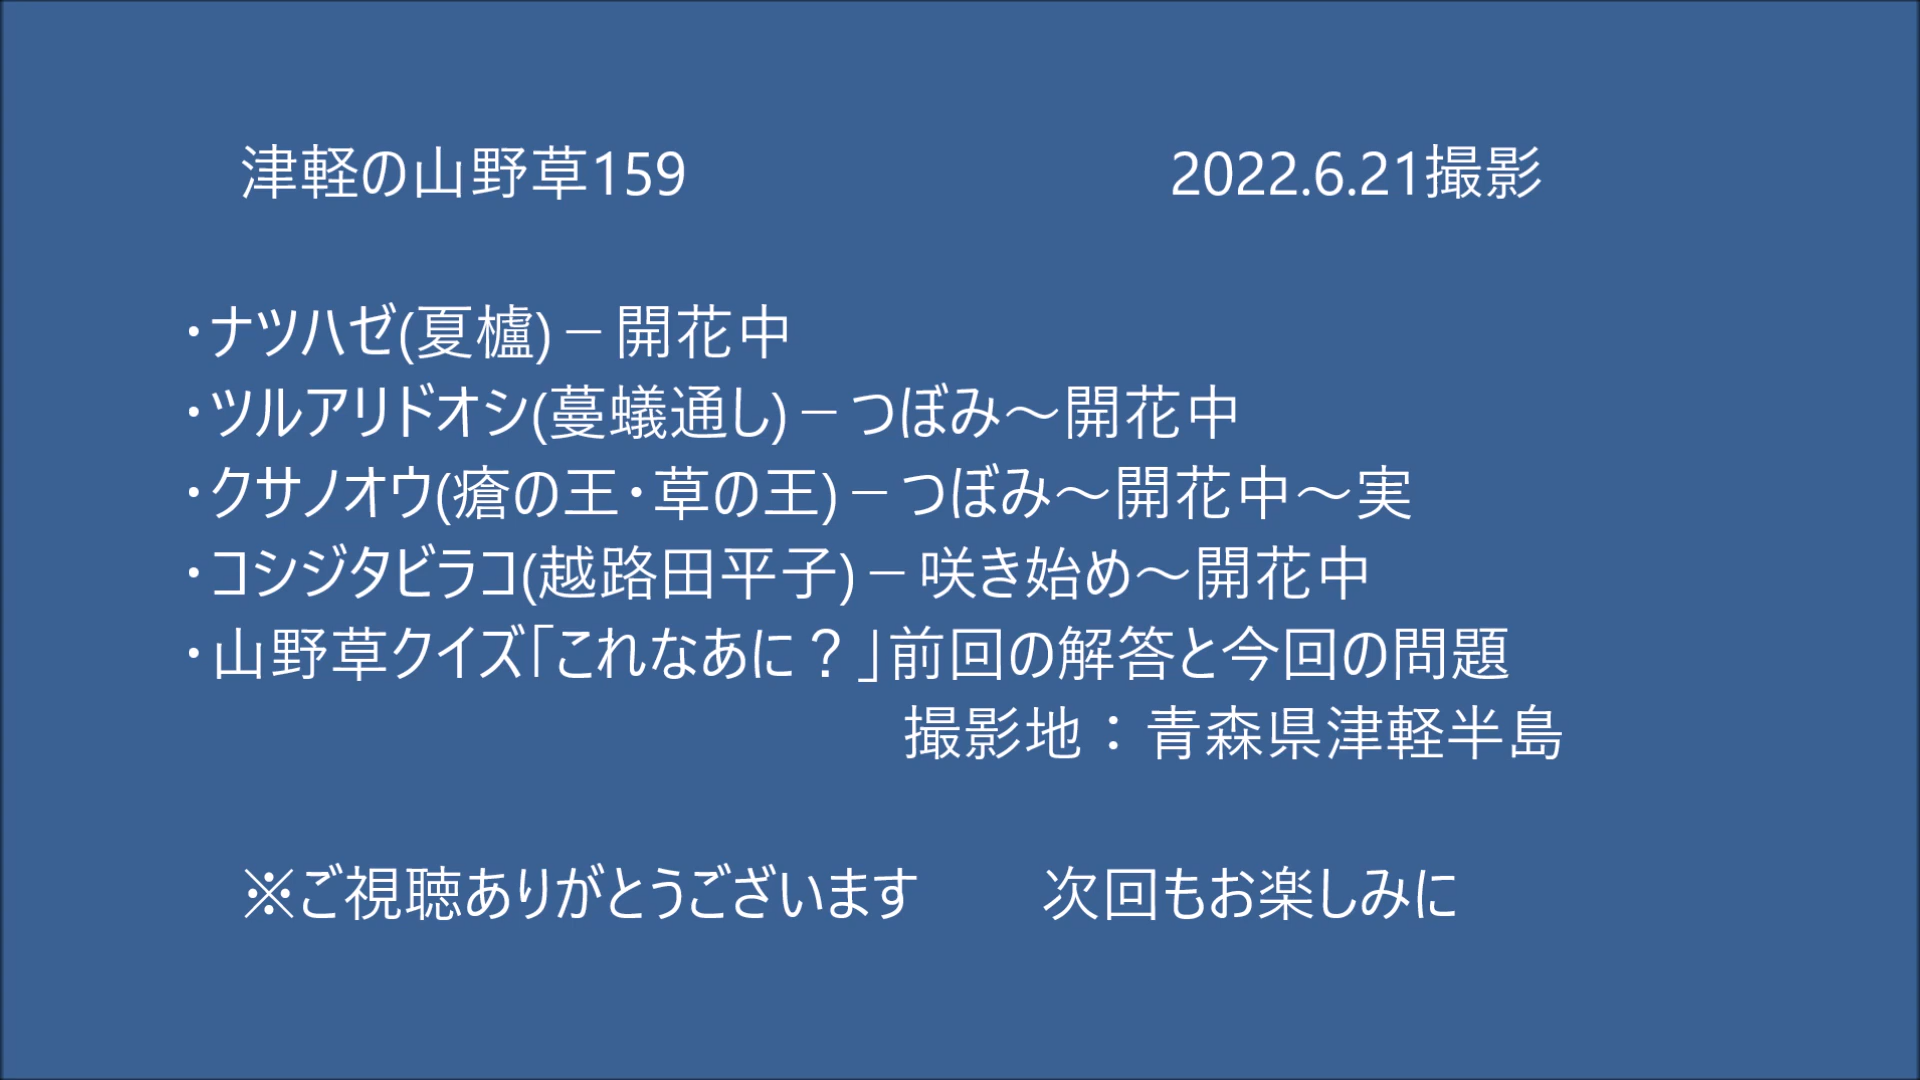 津軽の山野草159 2022.6.21撮影
・ナツハゼ(夏櫨)－開花中
・ツルアリドオシ(蔓蟻通し)－つぼみ～開花中
・クサノオウ(瘡の王・草の王)－つぼみ～開花中～実
・コシジタビラコ(越路田平子)－咲き始め～開花中
・山野草クイズ「これなあに？」前回の解答と今回の問題
撮影地：青森県津軽半島
※ご視聴ありがとうございます 次回もお楽しみに